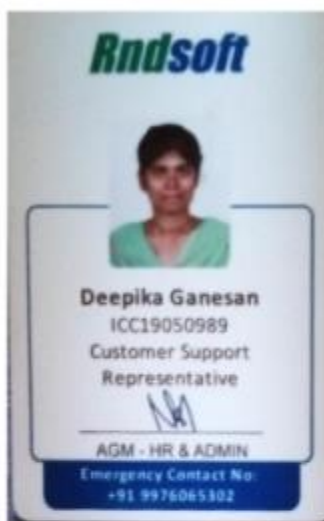 Rndsoft
Deepika Ganesan
ICC19050989
Customer Support
Representative
AGM - HR & ADMIN
Emergency Contact No:
+91 9976065302